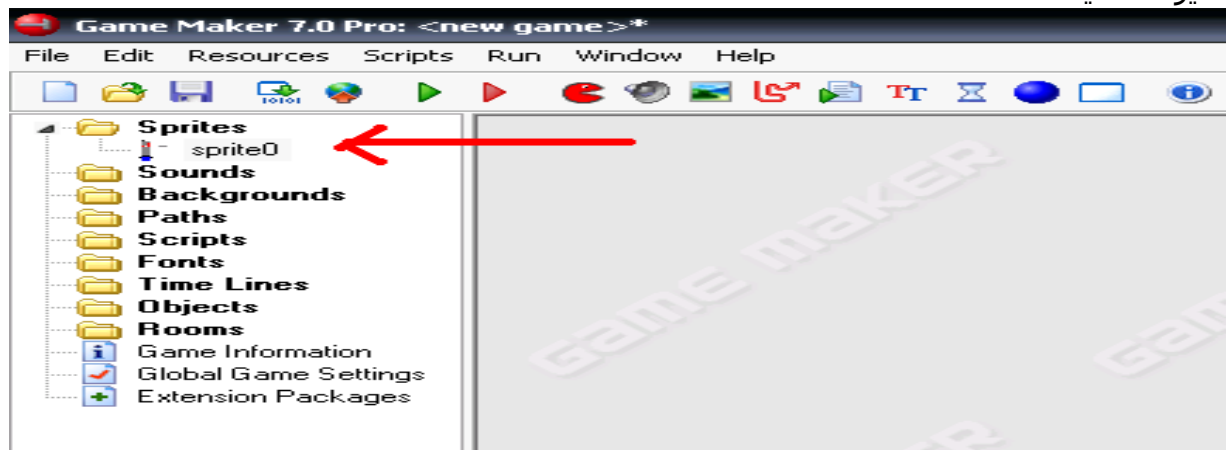 Game Maker 7.0 Pro: <new game>*
File Edit Resources Scripts Run Window Help
Sprites
sprite0
Sounds
Backgrounds
Paths
Scripts
Fonts
Time Lines
Objects
Rooms
Game Information
Global Game Settings
Extension Packages
GAME MAKER